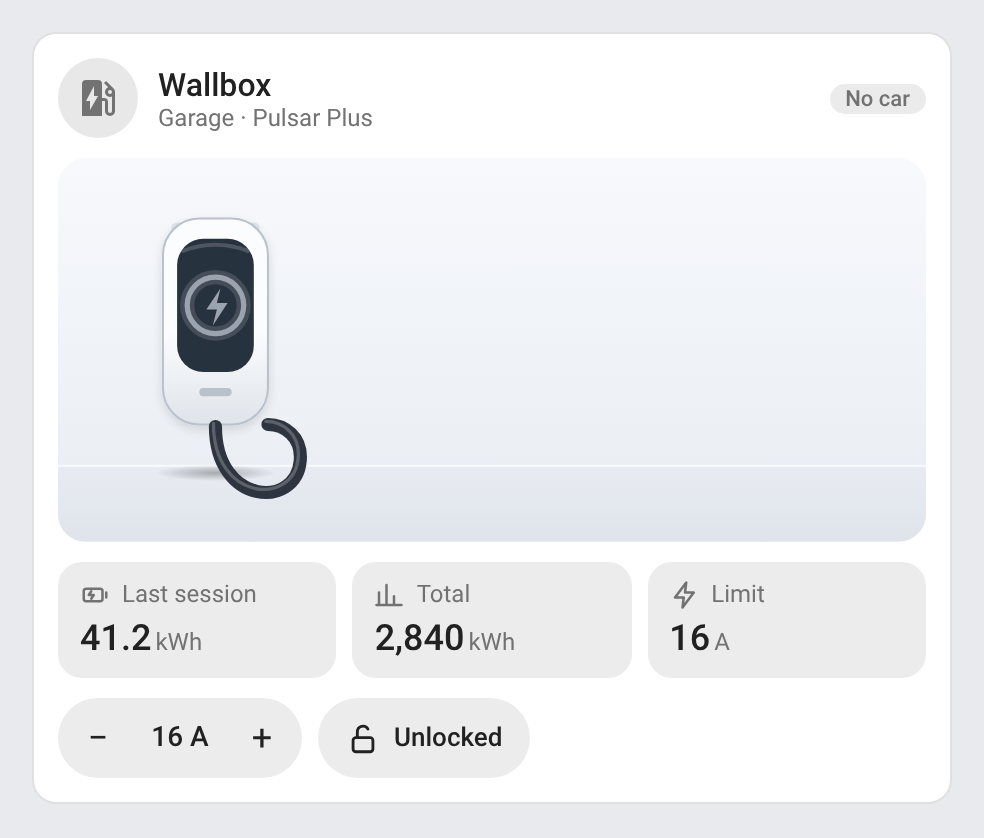 Wallbox
Garage · Pulsar Plus
No car
Last session
41.2 kWh
Total
2,840 kWh
Limit
16 A
− 16 A +
Unlocked